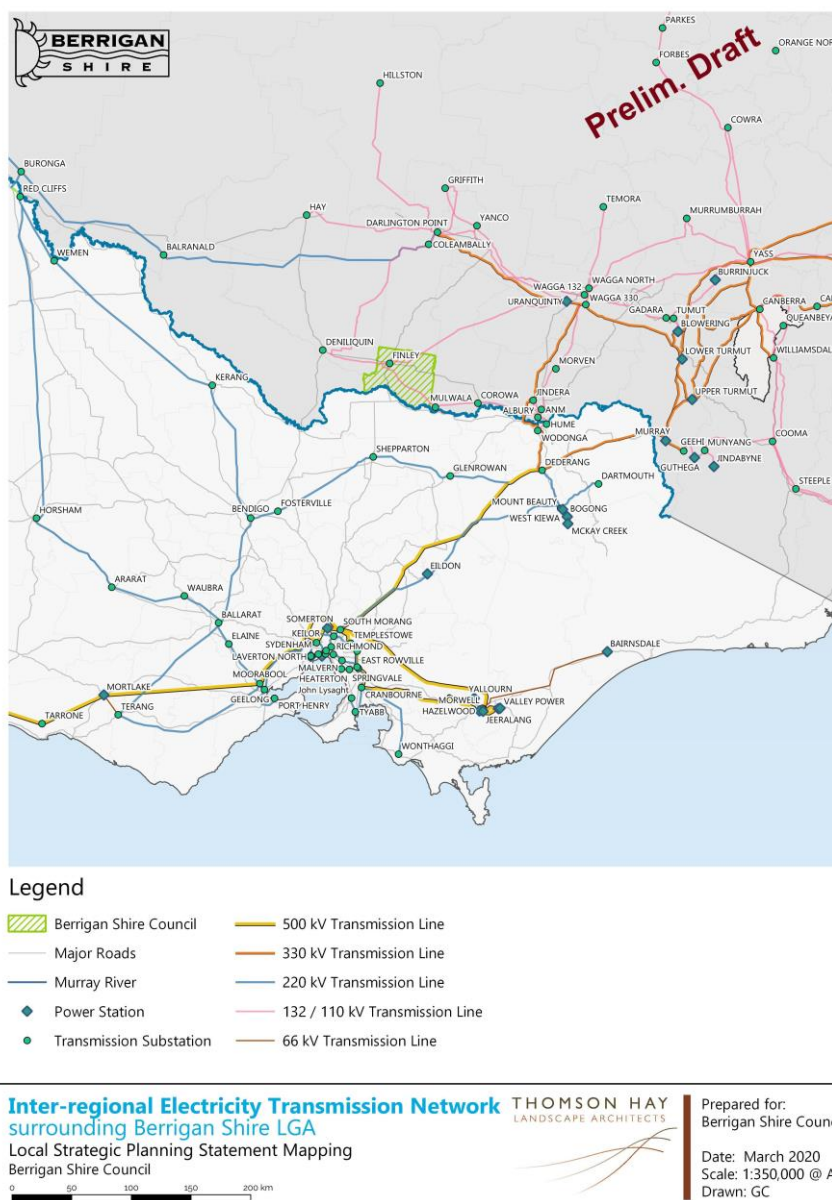 BERRIGAN
SHIRE
Prelim. Draft
PARKES
ORANGE NOR
FORBES
HILLSTON
COWRA
BURONGA
RED CLIFFS
GRIFFITH
HAY
TEMORA
MURRUMBURRAH
YANCO
DARLINGTON POINT
COLEAMBALLY
WEMEN
BALRANALD
YASS
BURRINJUCK
WAGGA NORTH
WAGGA 132
URANQUINTY
WAGGA 330
GADARA
TUMUT
BLOWERING
CANBERRA
CA
QUEANBEYA
DENILIQUIN
FINLEY
LOWER TURMUT
WILLIAMSDA
MORVEN
KERANG
UPPER TURMUT
MULWALA
COROWA
JINDERA
ALBURY
ANM
HUME
WODONGA
MURRAY
GEEHI
MUNYANG
COOMA
JINDABYNE
GUTHEGA
SHEPPARTON
GLENROWAN
DEDERANG
DARTMOUTH
STEEPLE
HORSHAM
BENDIGO
FOSTERVILLE
MOUNT BEAUTY
BOGONG
WEST KIEWA
MCKAY CREEK
EILDON
ARARAT
WAUBRA
BALLARAT
SOMERTON
SOUTH MORANG
KEILOR
TEMPLESTOWE
ELAINE
SYDENHAM
RICHMOND
LAVERTON NORTH
EAST ROWVILLE
MALVERN
BAIRNSDALE
MOORABOOL
HEATERTON
SPRINGVALE
John Lysaght
CRANBOURNE
YALLOURN
MORTLAKE
MORWELL
VALLEY POWER
GEELONG
PORT HENRY
TYABB
HAZELWOOD
JEERALANG
TARRONE
TERANG
WONTHAGGI
Legend
Berrigan Shire Council
Major Roads
Murray River
Power Station
Transmission Substation
500 kV Transmission Line
330 kV Transmission Line
220 kV Transmission Line
132 / 110 kV Transmission Line
66 kV Transmission Line
Inter-regional Electricity Transmission Network
surrounding Berrigan Shire LGA
Local Strategic Planning Statement Mapping
Berrigan Shire Council
0 50 100 150 200 km
THOMSON HAY
LANDSCAPE ARCHITECTS
Prepared for:
Berrigan Shire Counc
Date: March 2020
Scale: 1:350,000 @ A
Drawn: GC